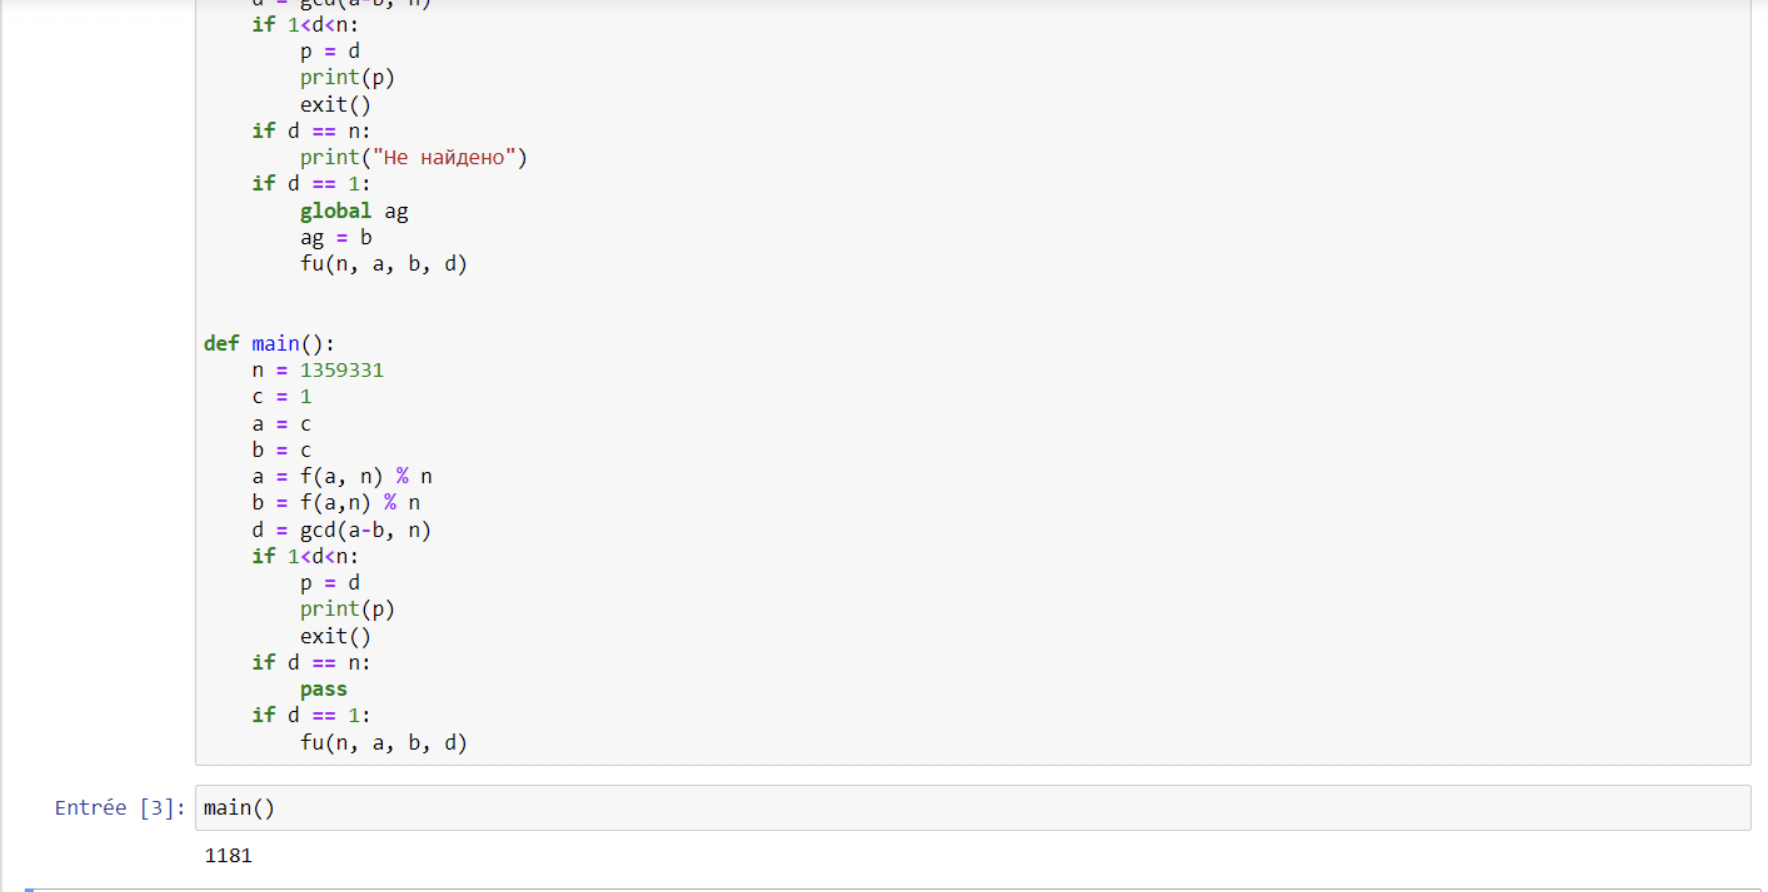 d = gcd(a-b, n)
if 1<d<n:
p = d
print(p)
exit()
if d == n:
print("Не найдено")
if d == 1:
global ag
ag = b
fu(n, a, b, d)
def main():
n = 1359331
c = 1
a = c
b = c
a = f(a, n) % n
b = f(a,n) % n
d = gcd(a-b, n)
if 1<d<n:
p = d
print(p)
exit()
if d == n:
pass
if d == 1:
fu(n, a, b, d)
Entrée [3]: main()
1181